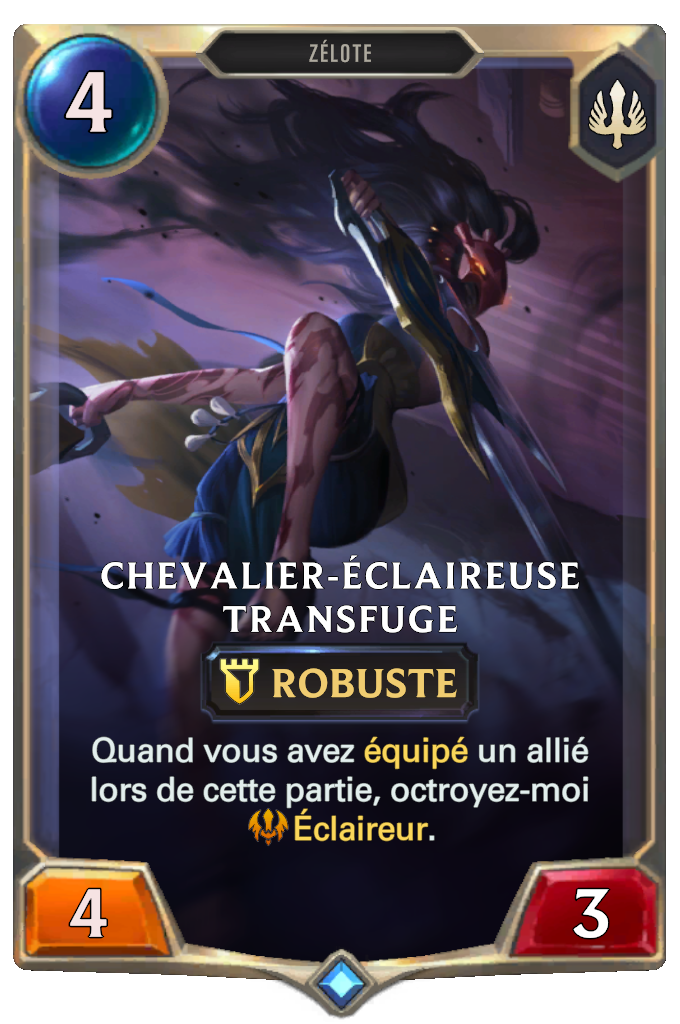 ZÉLOTE
4
CHEVALIER-ÉCLAIREUSE
TRANSFUGE
ROBUSTE
Quand vous avez équipé un allié
lors de cette partie, octroyez-moi
Éclaireur.
4
3